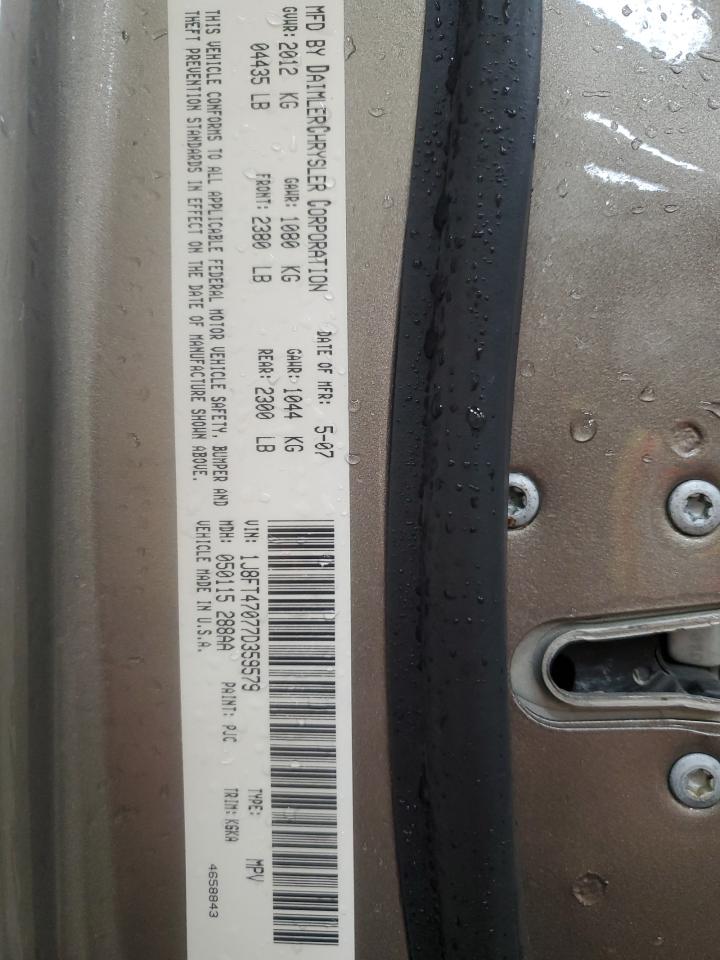 MFD BY DAIMLERCHRYSLER CORPORATION DATE OF MFR: 5-07
GVWR: 2012 KG GAWR: 1080 KG GAWR: 1044 KG
04435 LB FRONT: 2380 LB REAR: 2300 LB
THIS VEHICLE CONFORMS TO ALL APPLICABLE FEDERAL MOTOR VEHICLE SAFETY, BUMPER AND
THEFT PREVENTION STANDARDS IN EFFECT ON THE DATE OF MANUFACTURE SHOWN ABOVE.
VIN: 1J8FT47077D359579 TYPE: MPV
MDH: 050115 288AA PAINT: PJC TRIM: K6KA
VEHICLE MADE IN U.S.A. 4658843